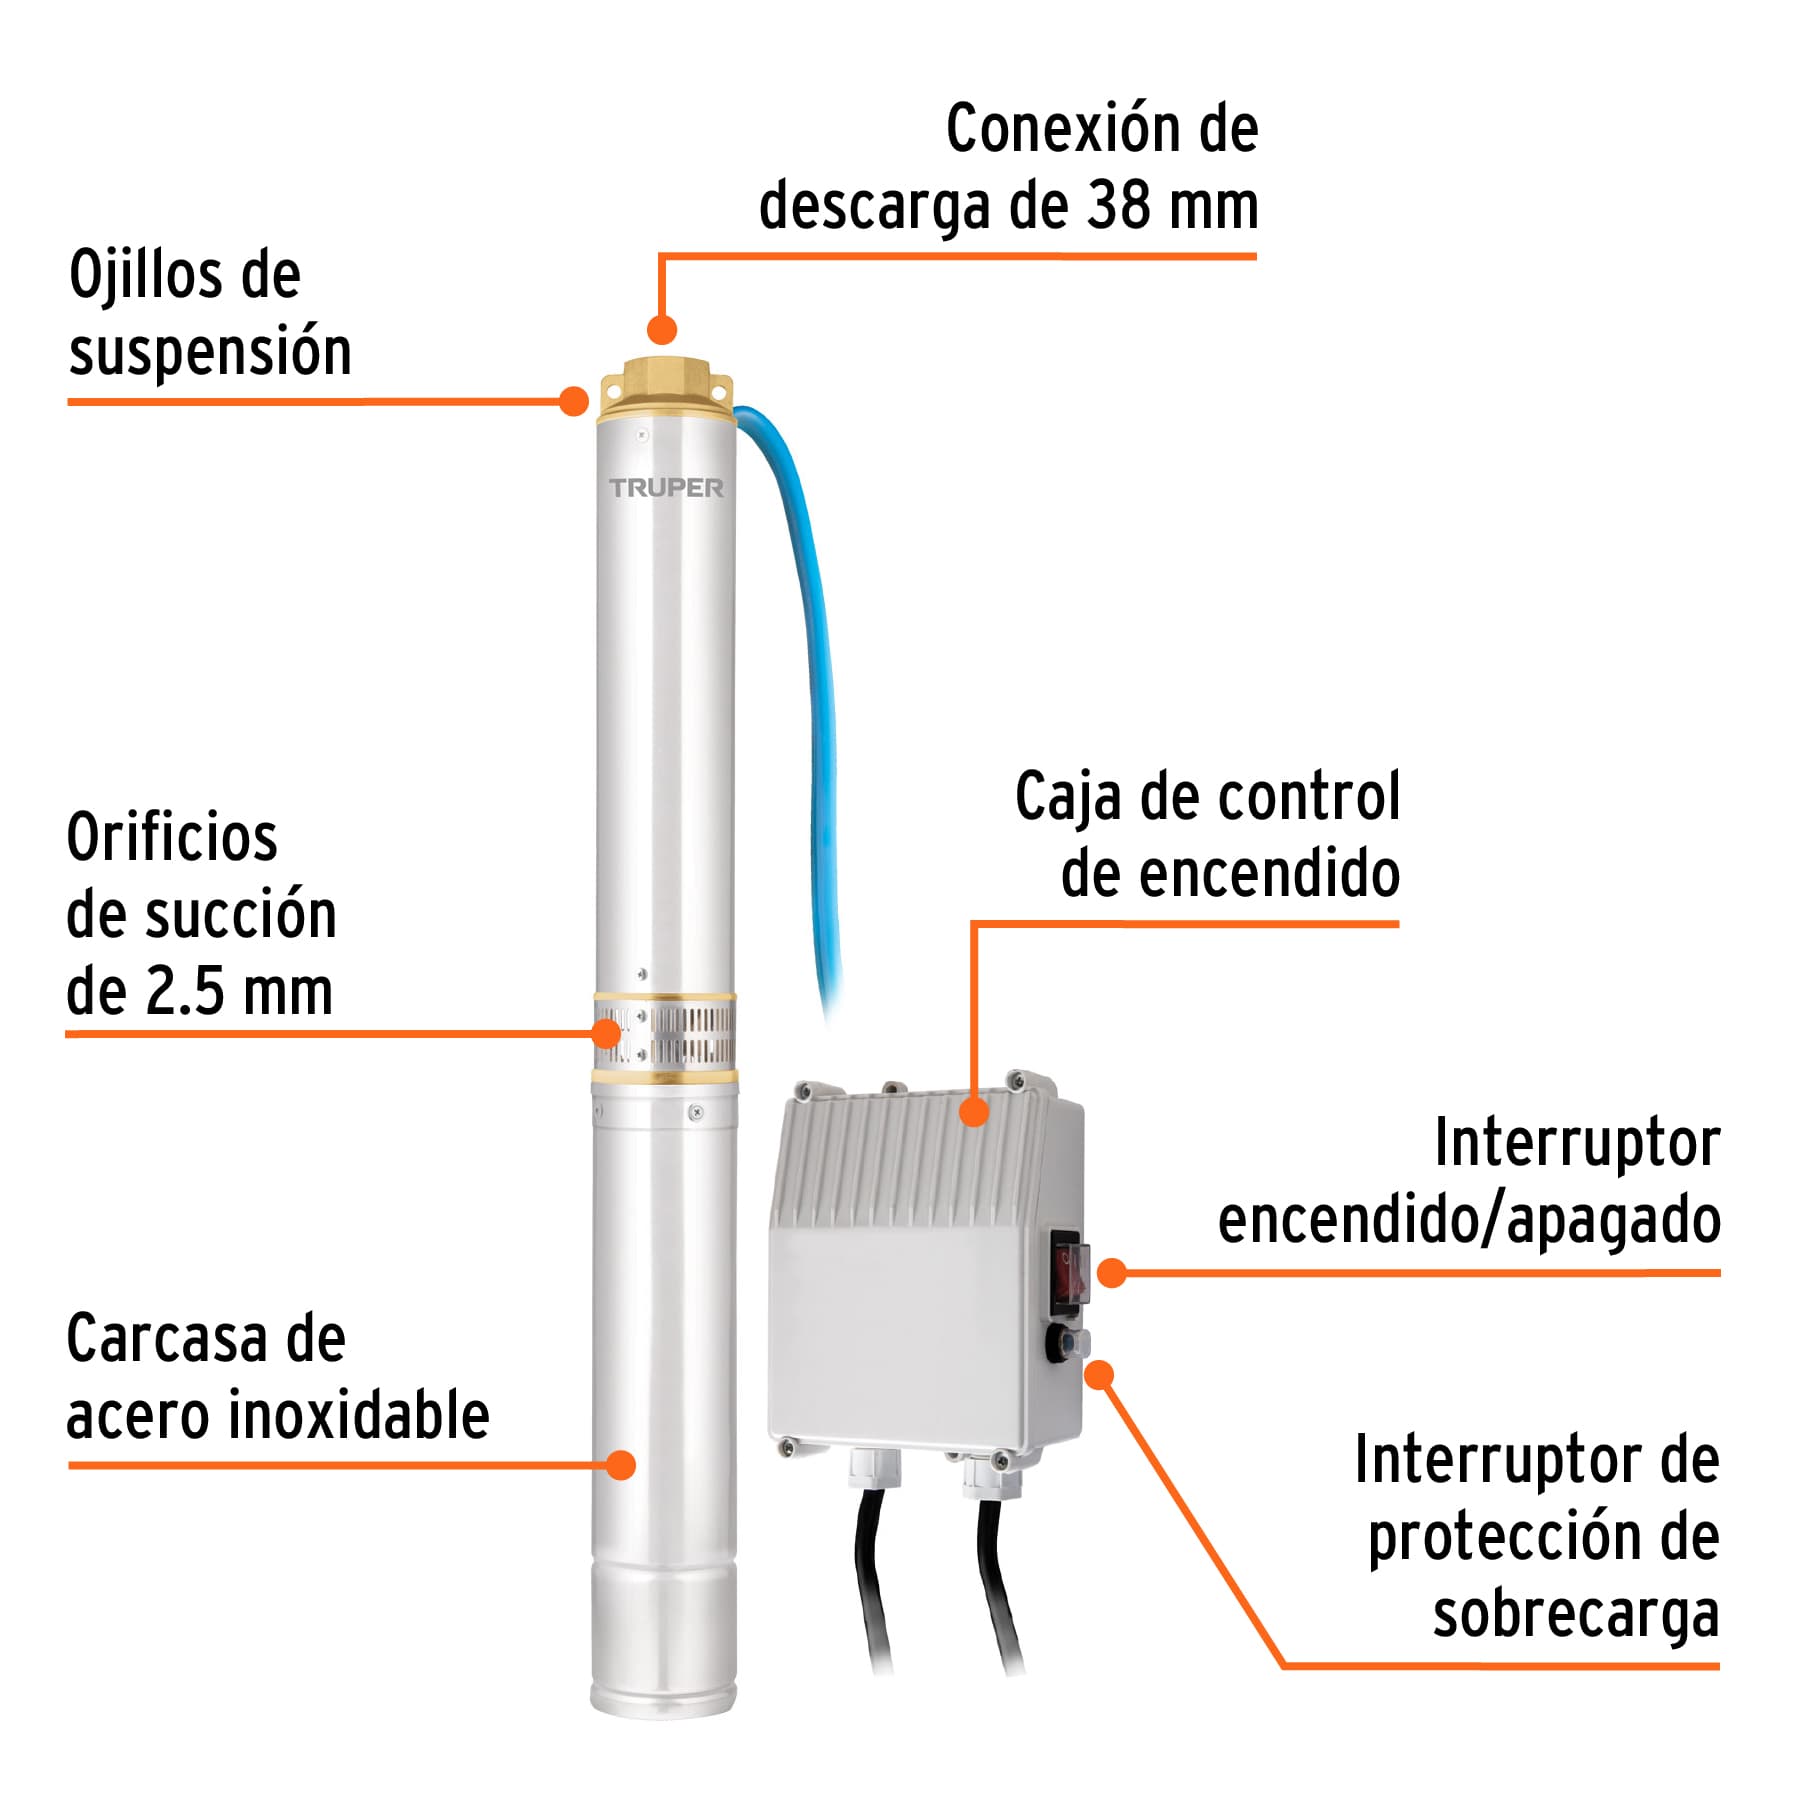 Conexión de
descarga de 38 mm
Ojillos de
suspensión
TRUPER
Caja de control
de encendido
Orificios
de succión
de 2.5 mm
Interruptor
encendido/apagado
Carcasa de
acero inoxidable
Interruptor de
protección de
sobrecarga